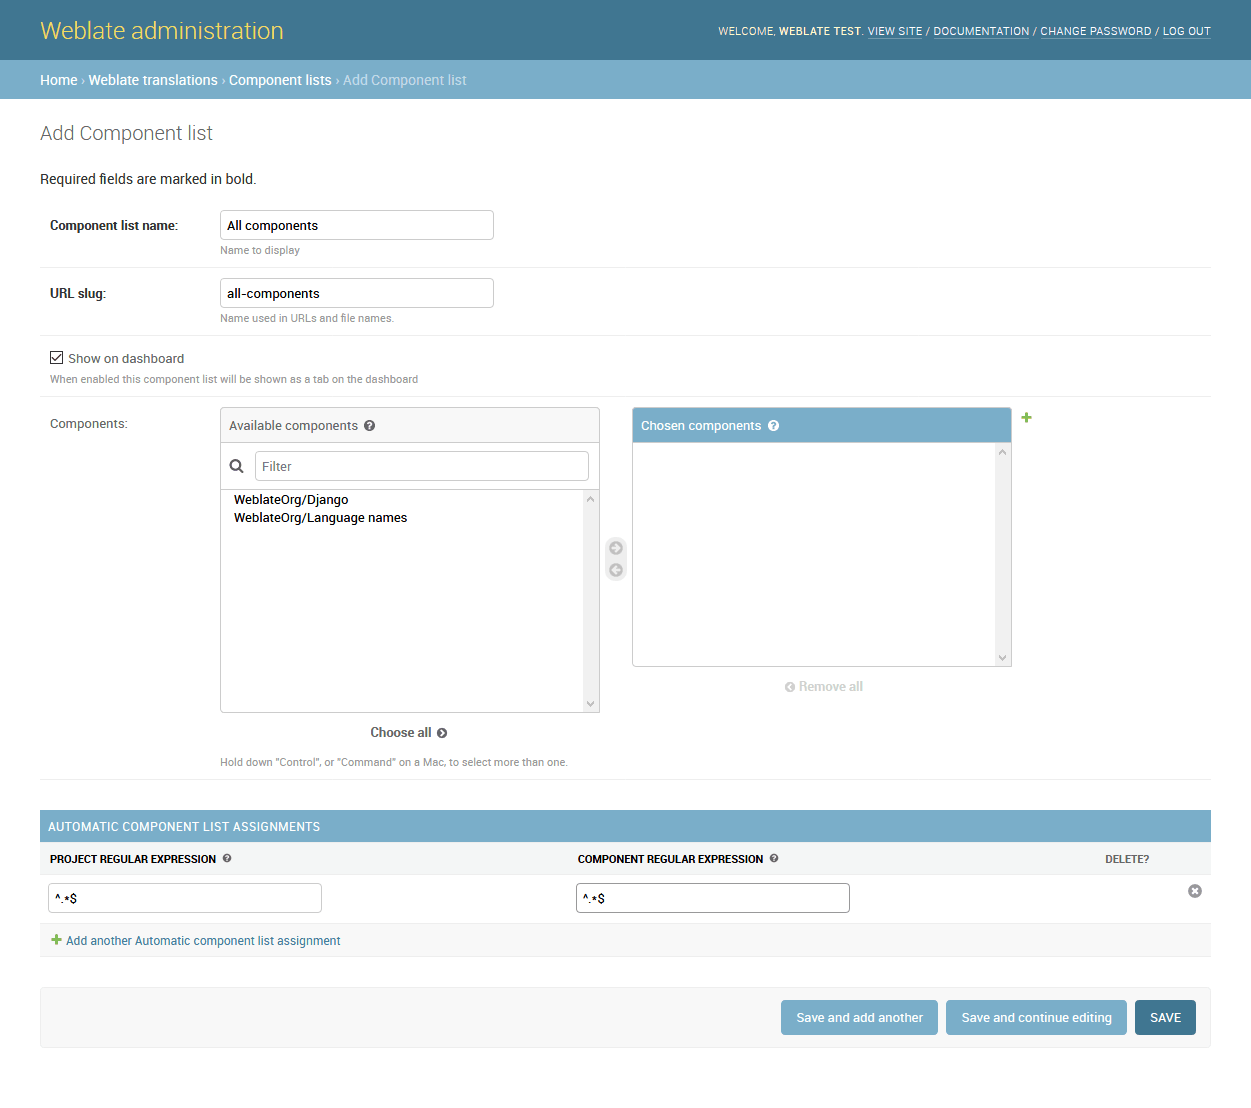 Weblate administration
WELCOME, WEBLATE TEST. VIEW SITE / DOCUMENTATION / CHANGE PASSWORD / LOG OUT
Home › Weblate translations › Component lists › Add Component list
Add Component list
Required fields are marked in bold.
Component list name: All components
Name to display
URL slug: all-components
Name used in URLs and file names.
Show on dashboard
When enabled this component list will be shown as a tab on the dashboard
Components: Available components Chosen components
Filter
WeblateOrg/Django
WeblateOrg/Language names
Remove all
Choose all
Hold down "Control", or "Command" on a Mac, to select more than one.
AUTOMATIC COMPONENT LIST ASSIGNMENTS
PROJECT REGULAR EXPRESSION COMPONENT REGULAR EXPRESSION DELETE?
^.*$ ^.*$
Add another Automatic component list assignment
Save and add another Save and continue editing SAVE